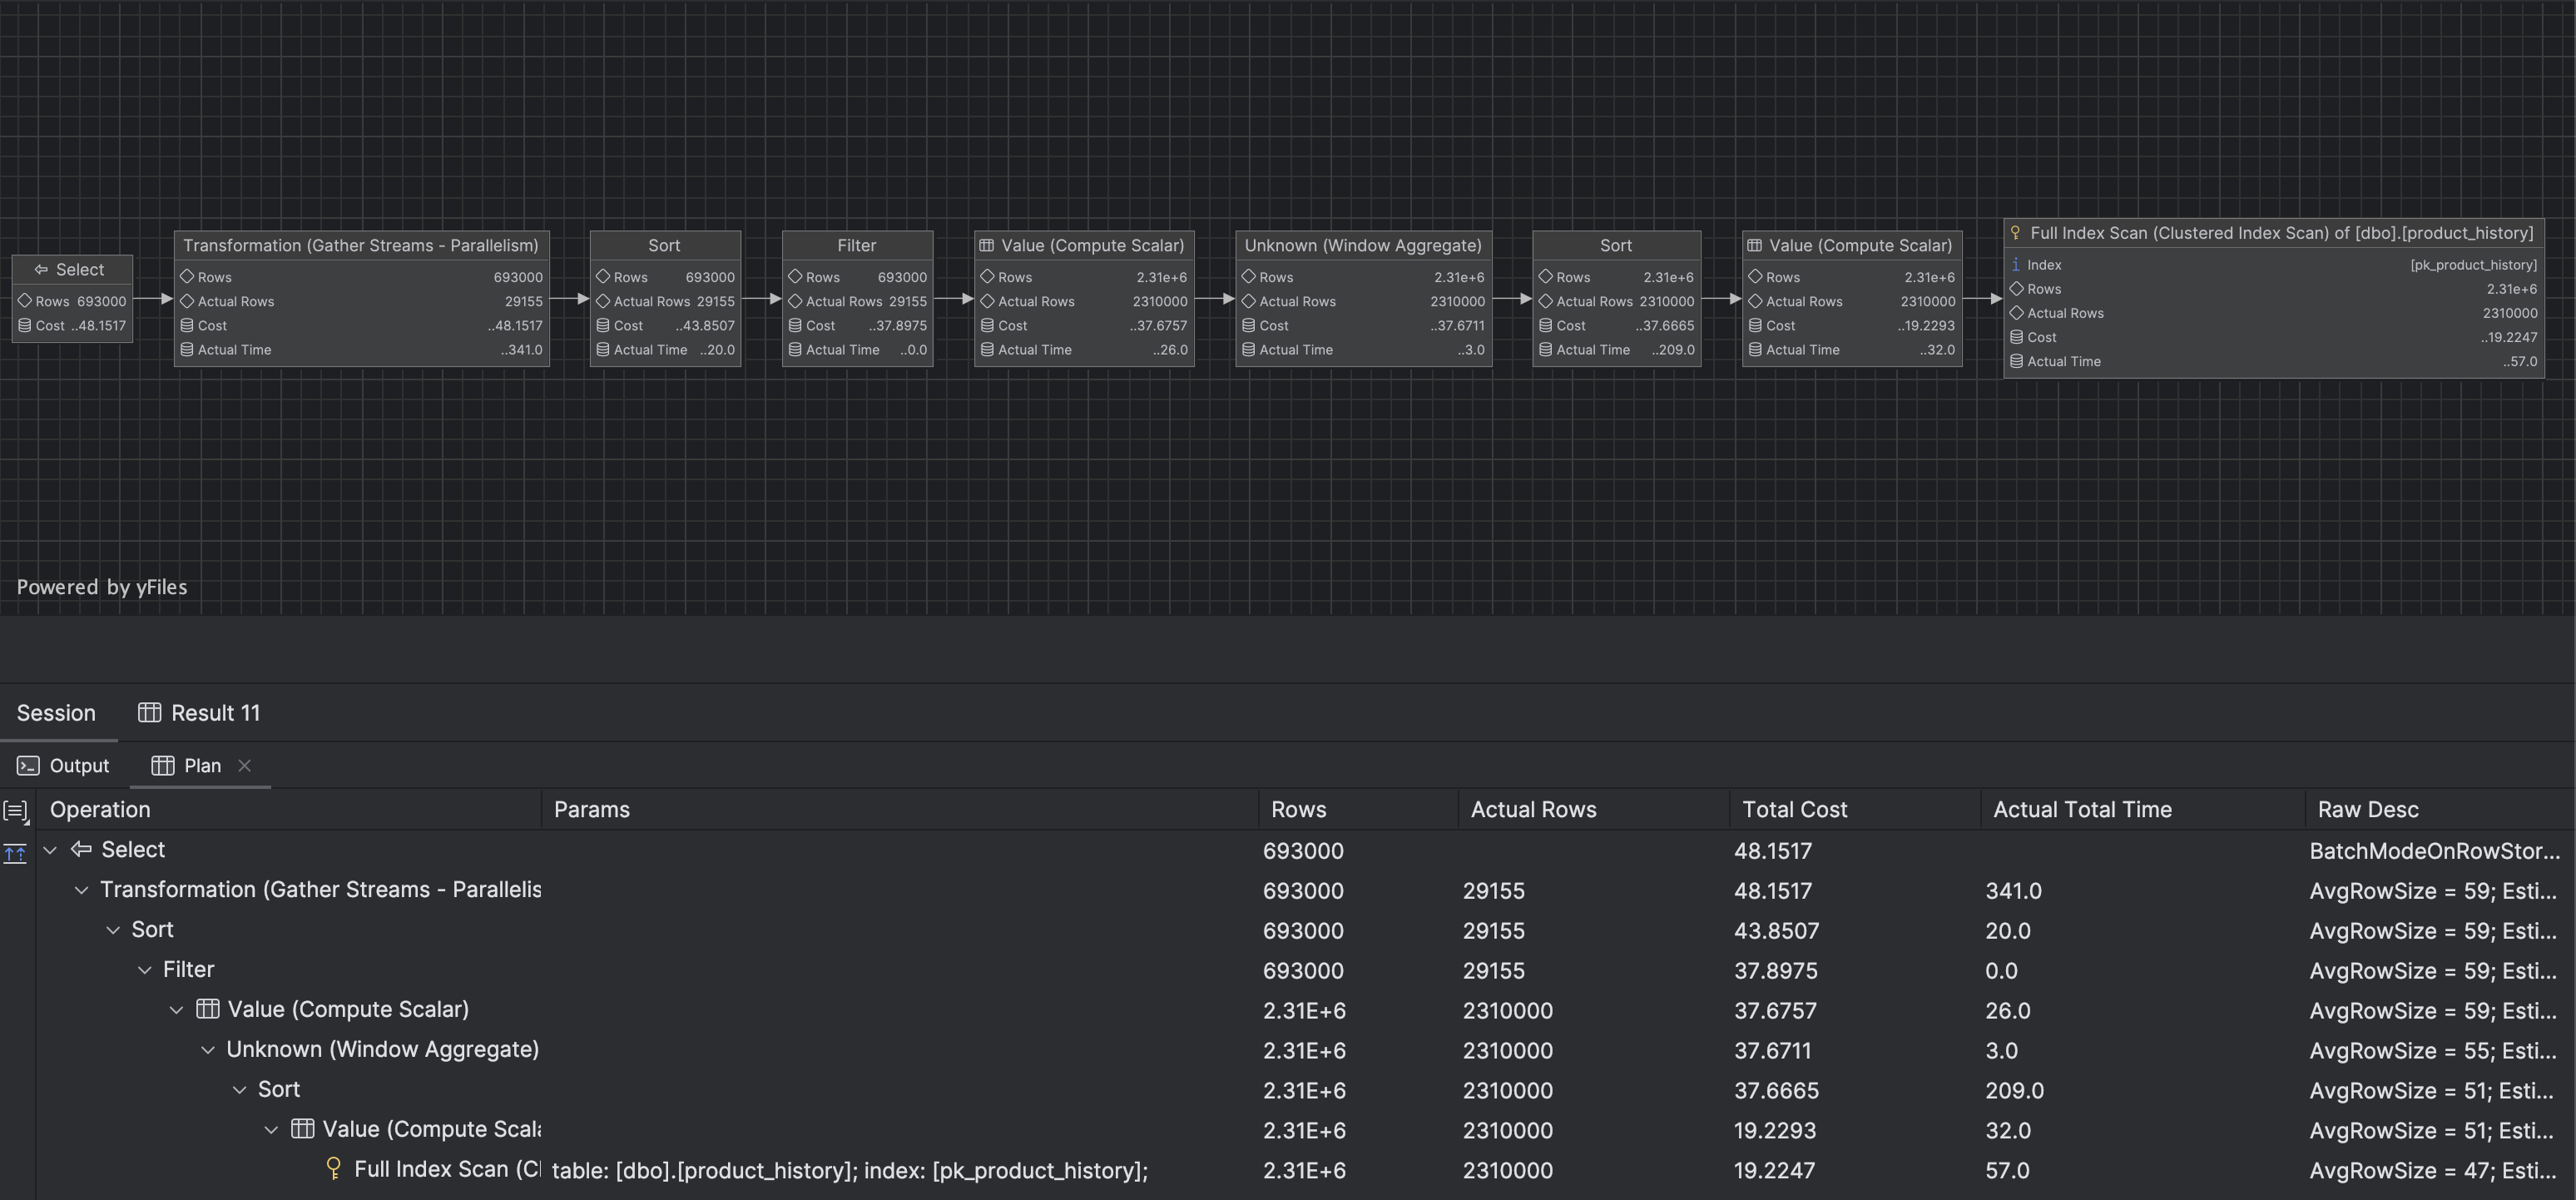 Select
Rows 693000
Cost ..48.1517
Transformation (Gather Streams - Parallelism)
Rows 693000
Actual Rows 29155
Cost ..48.1517
Actual Time ..341.0
Sort
Rows 693000
Actual Rows 29155
Cost ..43.8507
Actual Time ..20.0
Filter
Rows 693000
Actual Rows 29155
Cost ..37.8975
Actual Time ..0.0
Value (Compute Scalar)
Rows 2.31e+6
Actual Rows 2310000
Cost ..37.6757
Actual Time ..26.0
Unknown (Window Aggregate)
Rows 2.31e+6
Actual Rows 2310000
Cost ..37.6711
Actual Time ..3.0
Sort
Rows 2.31e+6
Actual Rows 2310000
Cost ..37.6665
Actual Time ..209.0
Value (Compute Scalar)
Rows 2.31e+6
Actual Rows 2310000
Cost ..19.2293
Actual Time ..32.0
Full Index Scan (Clustered Index Scan) of [dbo].[product_history]
Index [pk_product_history]
Rows 2.31e+6
Actual Rows 2310000
Cost ..19.2247
Actual Time ..57.0
Powered by yFiles
Session Result 11
Output Plan
Operation Params Rows Actual Rows Total Cost Actual Total Time Raw Desc
Select 693000 48.1517 BatchModeOnRowStor...
Transformation (Gather Streams - Parallelis 693000 29155 48.1517 341.0 AvgRowSize = 59; Esti...
Sort 693000 29155 43.8507 20.0 AvgRowSize = 59; Esti...
Filter 693000 29155 37.8975 0.0 AvgRowSize = 59; Esti...
Value (Compute Scalar) 2.31E+6 2310000 37.6757 26.0 AvgRowSize = 59; Esti...
Unknown (Window Aggregate) 2.31E+6 2310000 37.6711 3.0 AvgRowSize = 55; Esti...
Sort 2.31E+6 2310000 37.6665 209.0 AvgRowSize = 51; Esti...
Value (Compute Scala 2.31E+6 2310000 19.2293 32.0 AvgRowSize = 51; Esti...
Full Index Scan (Cl table: [dbo].[product_history]; index: [pk_product_history]; 2.31E+6 2310000 19.2247 57.0 AvgRowSize = 47; Esti...